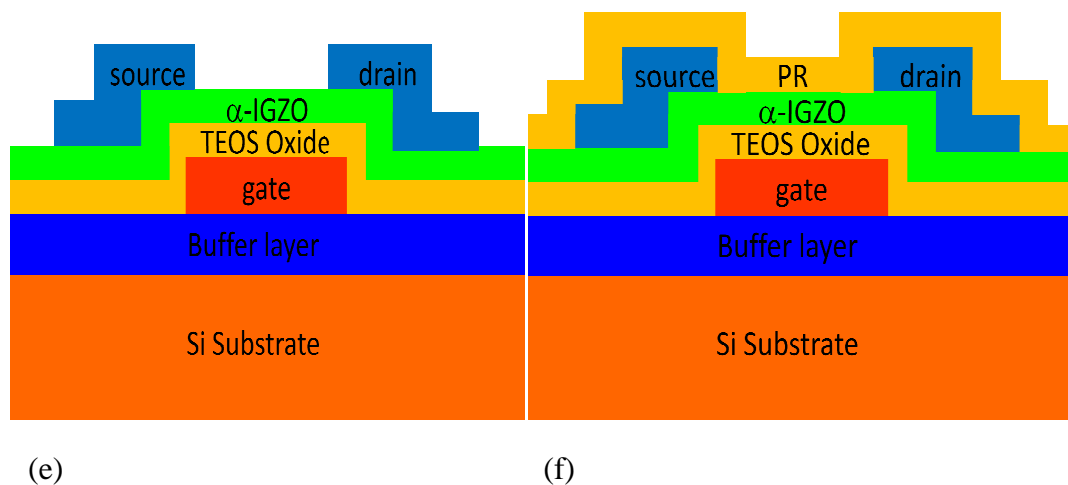 source drain
α-IGZO
TEOS Oxide
gate
Buffer layer
Si Substrate
(e)
source PR drain
α-IGZO
TEOS Oxide
gate
Buffer layer
Si Substrate
(f)